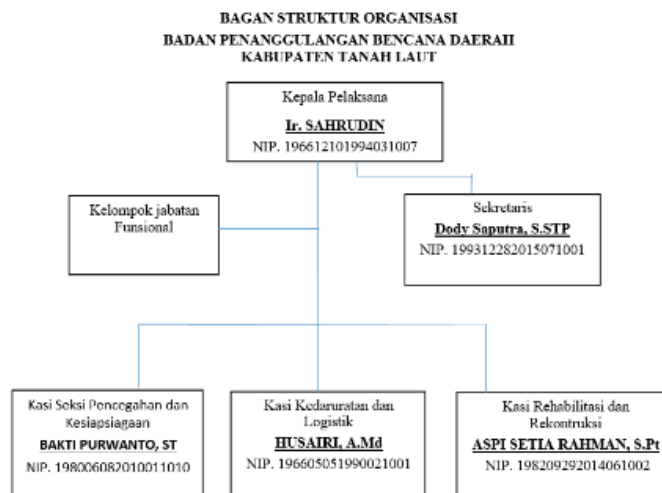 BAGAN STRUKTUR ORGANISASI
BADAN PENANGGULANGAN BENCANA DAERAH
KABUPATEN TANAH LAUT
Kepala Pelaksana
Ir. SAHRUDIN
NIP. 196612101994031007
Kelompok jabatan
Funsional
Sekretaris
Dody Saputra, S.STP
NIP. 199312282015071001
Kasi Seksi Pencegahan dan
Kesiapsiagaan
BAKTI PURWANTO, ST
NIP. 198006082010011010
Kasi Kedaruratan dan
Logistik
HUSAIRI, A.Md
NIP. 196605051990021001
Kasi Rehabilitasi dan
Rekontruksi
ASPI SETIA RAHMAN, S.Pt
NIP. 198209292014061002